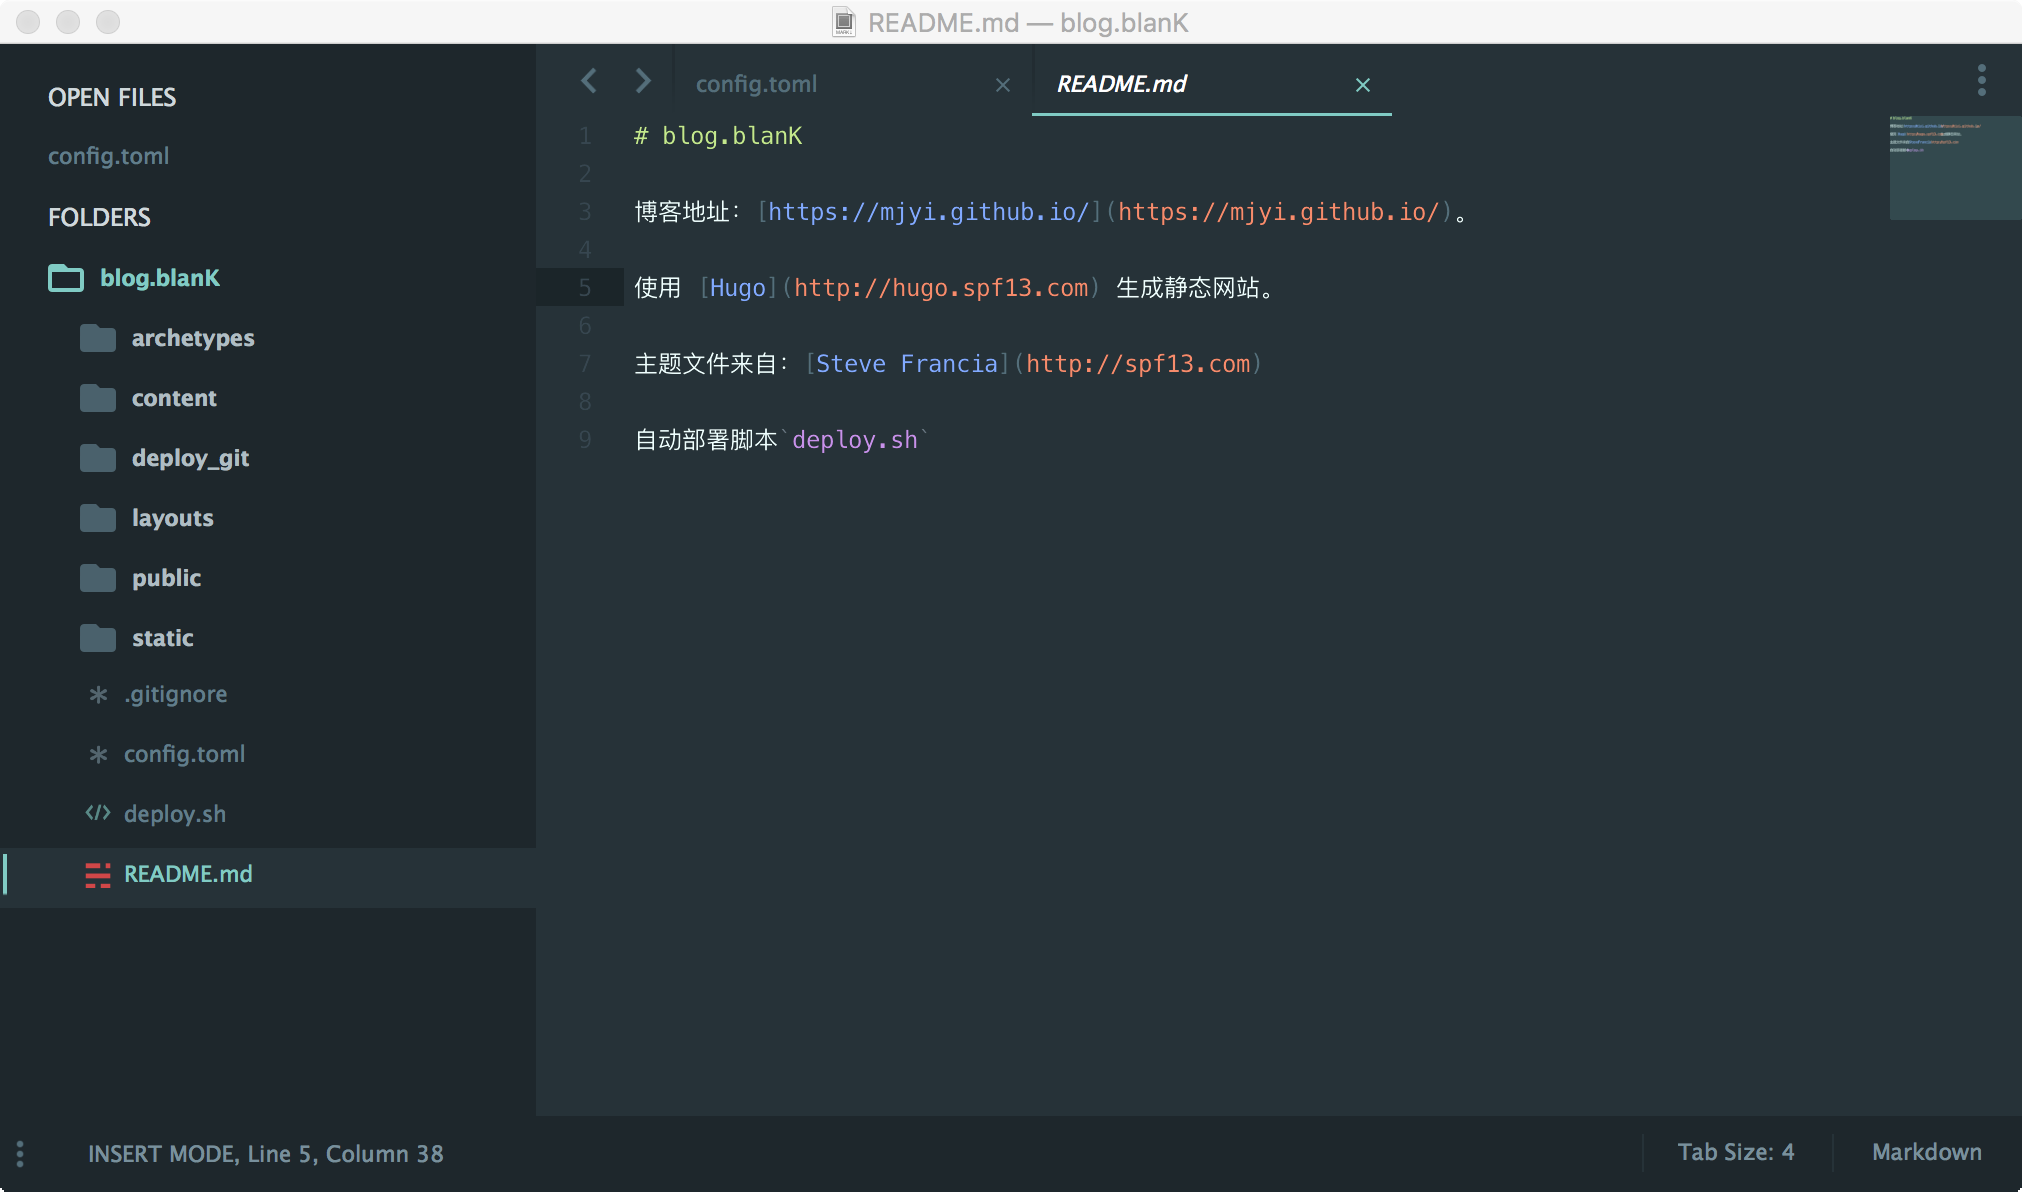 README.md — blog.blanK
OPEN FILES
config.toml
FOLDERS
blog.blanK
archetypes
content
deploy_git
layouts
public
static
.gitignore
config.toml
deploy.sh
README.md
config.toml
README.md
1 # blog.blanK
2
3 博客地址：[https://mjyi.github.io/](https://mjyi.github.io/)。
4
5 使用 [Hugo](http://hugo.spf13.com) 生成静态网站。
6
7 主题文件来自：[Steve Francia](http://spf13.com)
8
9 自动部署脚本`deploy.sh`
INSERT MODE, Line 5, Column 38
Tab Size: 4
Markdown